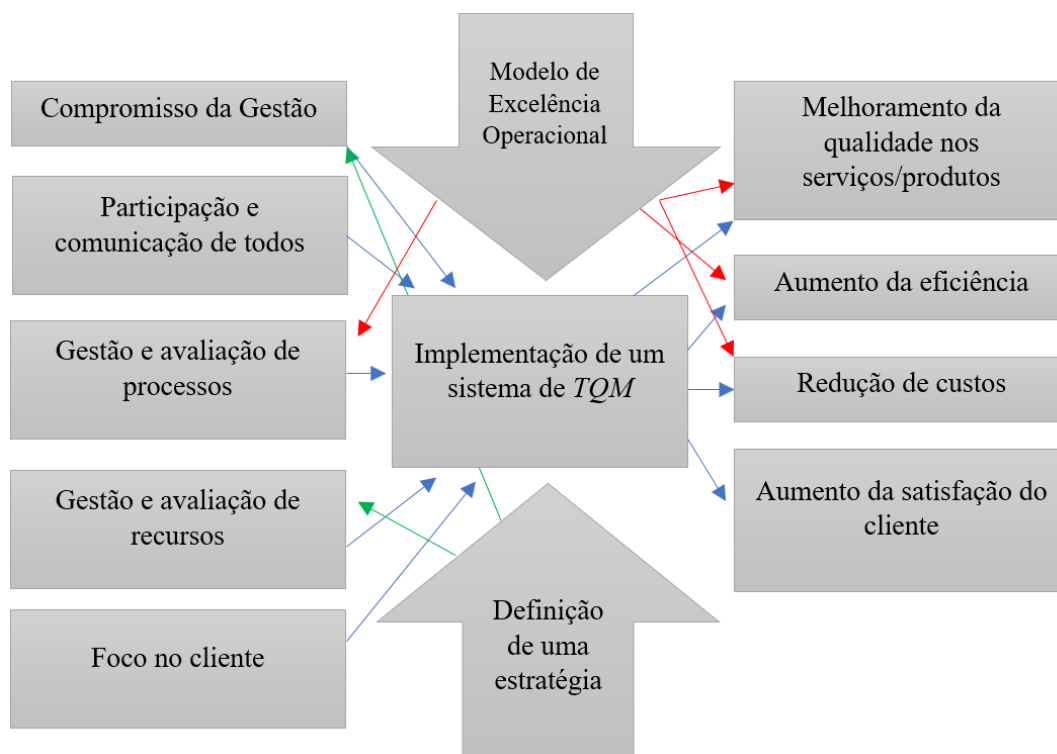 Compromisso da Gestão
Participação e
comunicação de todos
Gestão e avaliação de
processos
Gestão e avaliação de
recursos
Foco no cliente
Modelo de
Excelência
Operacional
Implementação de um
sistema de TQM
Definição
de uma
estratégia
Melhoramento da
qualidade nos
serviços/produtos
Aumento da eficiência
Redução de custos
Aumento da satisfação do
cliente